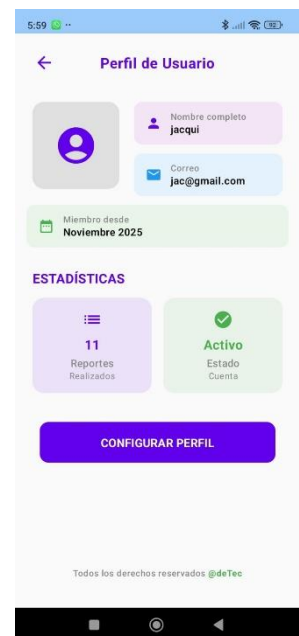 5:59
92
Perfil de Usuario
Nombre completo
jacqui
Correo
jac@gmail.com
Miembro desde
Noviembre 2025
ESTADÍSTICAS
11
Reportes
Realizados
Activo
Estado
Cuenta
CONFIGURAR PERFIL
Todos los derechos reservados @deTec